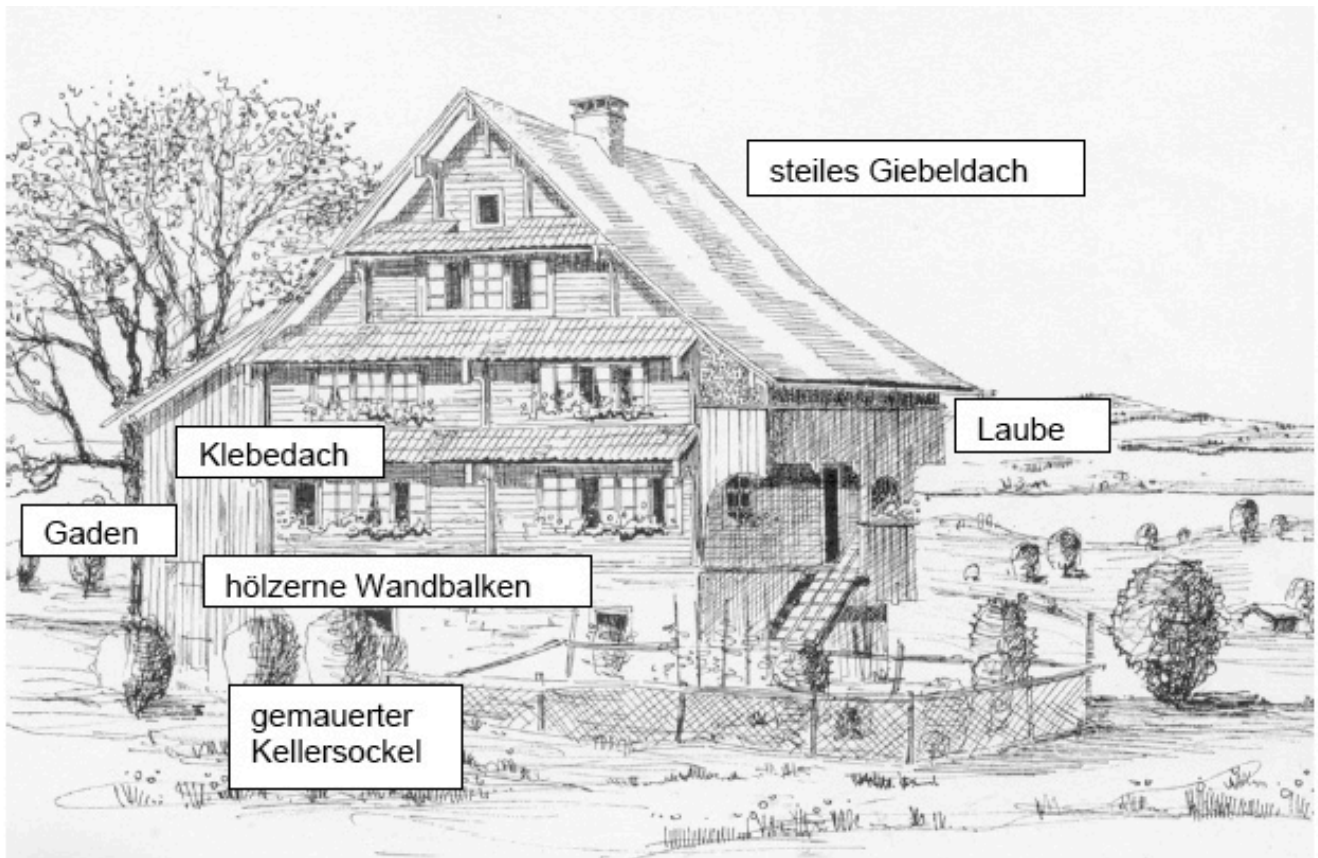 steiles Giebeldach
Laube
Klebedach
Gaden
hölzerne Wandbalken
gemauerter
Kellersockel